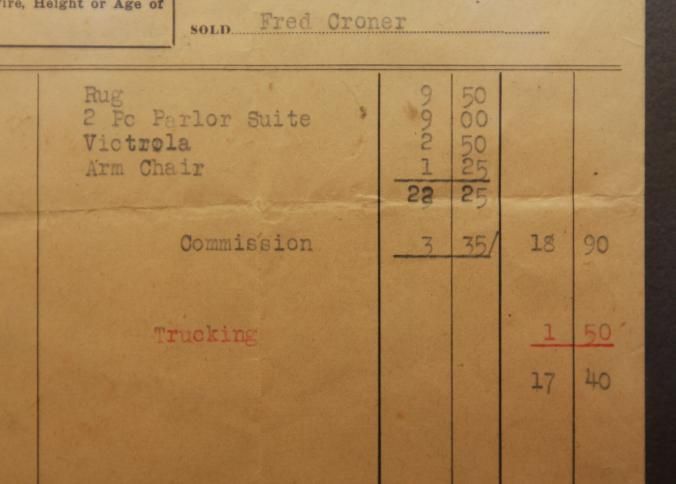 ire, Height or Age of
SOLD Fred Croner
Rug 9 50
2 Pc Parlor Suite 9 00
Victrola 2 50
Arm Chair 1 25
22 25
Commission 3 35/ 18 90
Trucking 1 50
17 40